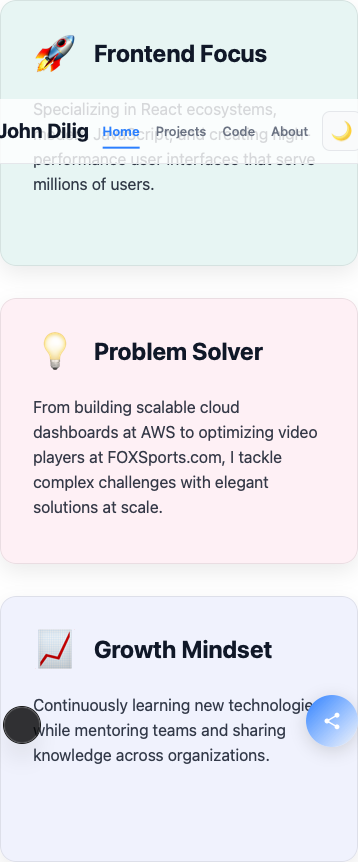 Frontend Focus
Specializing in React ecosystems,
JavaScript, and creating high
performance user interfaces that serve
millions of users.
John Dilig Home Projects Code About
Problem Solver
From building scalable cloud
dashboards at AWS to optimizing video
players at FOXSports.com, I tackle
complex challenges with elegant
solutions at scale.
Growth Mindset
Continuously learning new technologie
while mentoring teams and sharing
knowledge across organizations.